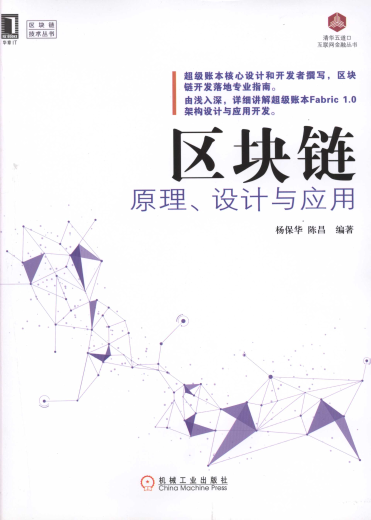 华章IT
区块链
技术丛书
清华五道口
互联网金融丛书
超级账本核心设计和开发者撰写，区块
链开发落地专业指南。
由浅入深，详细讲解超级账本Fabric 1.0
架构设计与应用开发。
区块链
原理、设计与应用
杨保华 陈昌 编著
机械工业出版社
China Machine Press